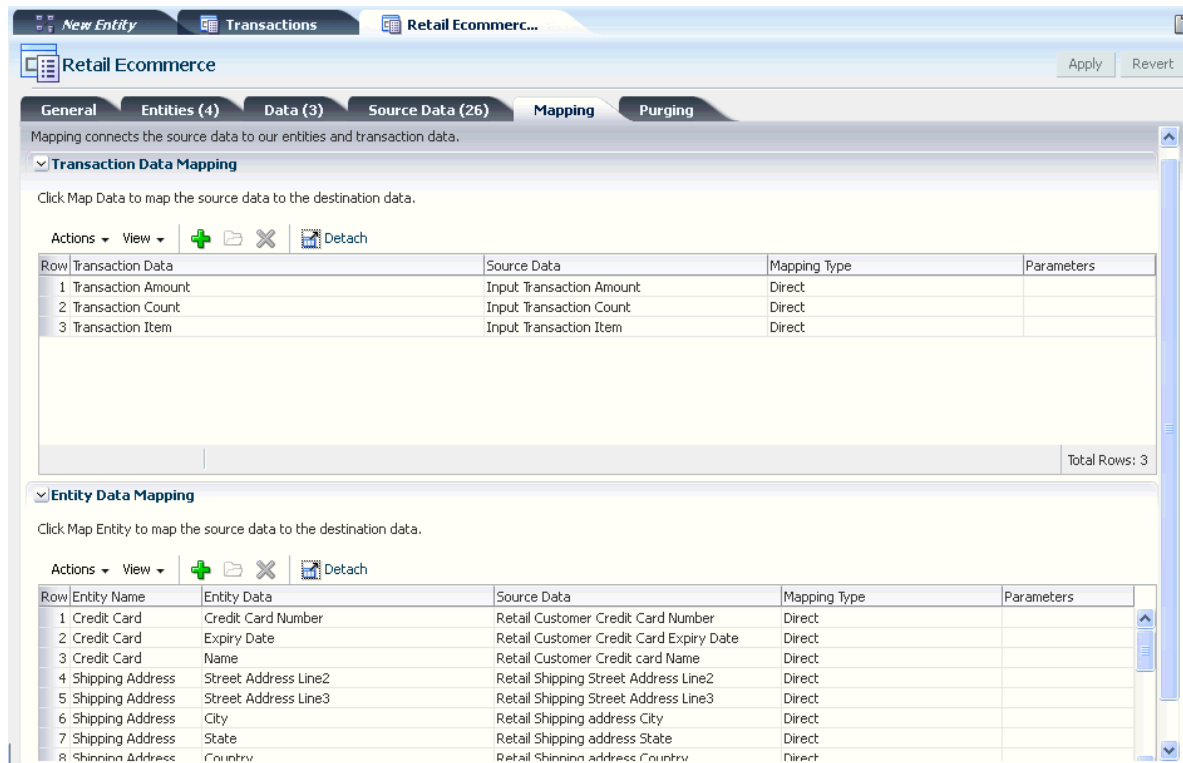 New Entity Transactions Retail Ecommerc...
Retail Ecommerce Apply Revert
General Entities (4) Data (3) Source Data (26) Mapping Purging
Mapping connects the source data to our entities and transaction data.
Transaction Data Mapping
Click Map Data to map the source data to the destination data.
Actions View Detach
Row Transaction Data Source Data Mapping Type Parameters
1 Transaction Amount Input Transaction Amount Direct
2 Transaction Count Input Transaction Count Direct
3 Transaction Item Input Transaction Item Direct
Total Rows: 3
Entity Data Mapping
Click Map Entity to map the source data to the destination data.
Actions View Detach
Row Entity Name Entity Data Source Data Mapping Type Parameters
1 Credit Card Credit Card Number Retail Customer Credit Card Number Direct
2 Credit Card Expiry Date Retail Customer Credit Card Expiry Date Direct
3 Credit Card Name Retail Customer Credit card Name Direct
4 Shipping Address Street Address Line2 Retail Shipping Street Address Line2 Direct
5 Shipping Address Street Address Line3 Retail Shipping Street Address Line3 Direct
6 Shipping Address City Retail Shipping address City Direct
7 Shipping Address State Retail Shipping address State Direct
8 Shipping Address Country Retail Shipping address Country Direct